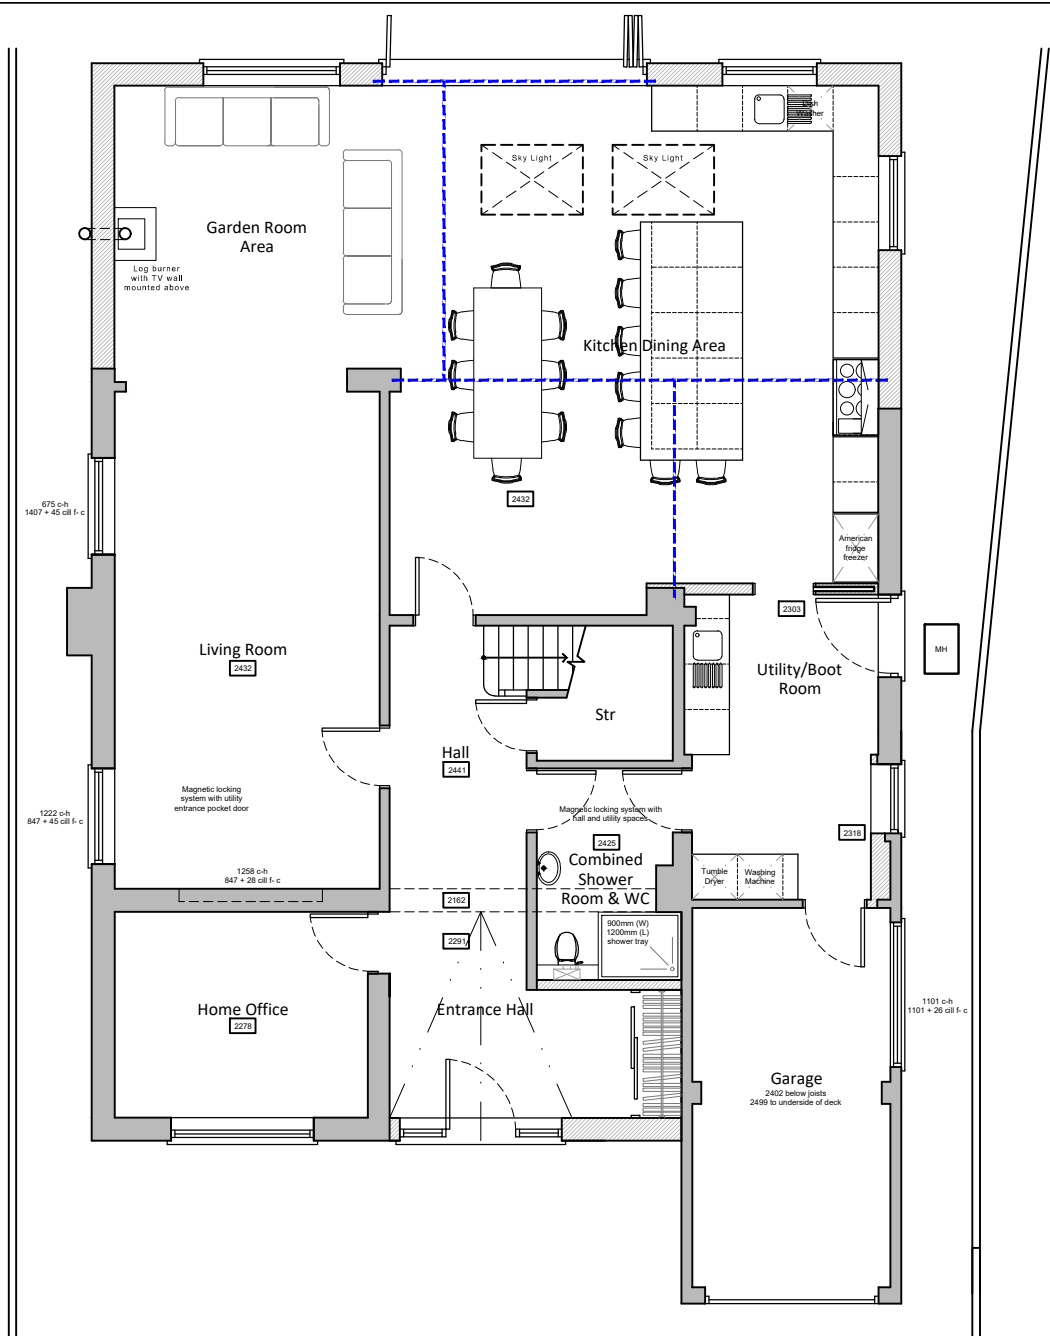 Dish
Washer
Sky Light
Sky Light
Garden Room
Area
Log burner
with TV wall
mounted above
Kitchen Dining Area
2432
675 c-h
1407 + 45 cill f- c
American
fridge
freezer
2303
MH
Living Room
2432
Utility/Boot
Room
Str
Hall
2441
Magnetic locking
system with utility
entrance pocket door
Magnetic locking system with
hall and utility spaces
1222 c-h
847 + 45 cill f- c
2318
2425
Combined
Shower
Room & WC
1258 c-h
847 + 28 cill f- c
Tumble
Dryer
Washing
Machine
2162
900mm (W)
1200mm (L)
shower tray
2291
Home Office
2278
Entrance Hall
1101 c-h
1101 + 26 cill f- c
Garage
2402 below joists
2499 to underside of deck